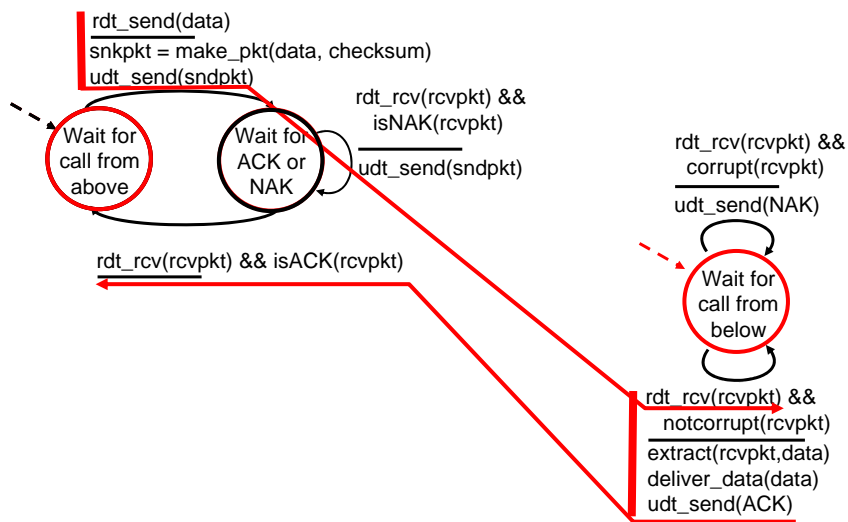 rdt_send(data)
snkpkt = make_pkt(data, checksum)
udt_send(sndpkt)
Wait for
call from
above
Wait for
ACK or
NAK
rdt_rcv(rcvpkt) &&
isNAK(rcvpkt)
udt_send(sndpkt)
rdt_rcv(rcvpkt) && isACK(rcvpkt)
rdt_rcv(rcvpkt) &&
corrupt(rcvpkt)
udt_send(NAK)
Wait for
call from
below
rdt_rcv(rcvpkt) &&
notcorrupt(rcvpkt)
extract(rcvpkt,data)
deliver_data(data)
udt_send(ACK)